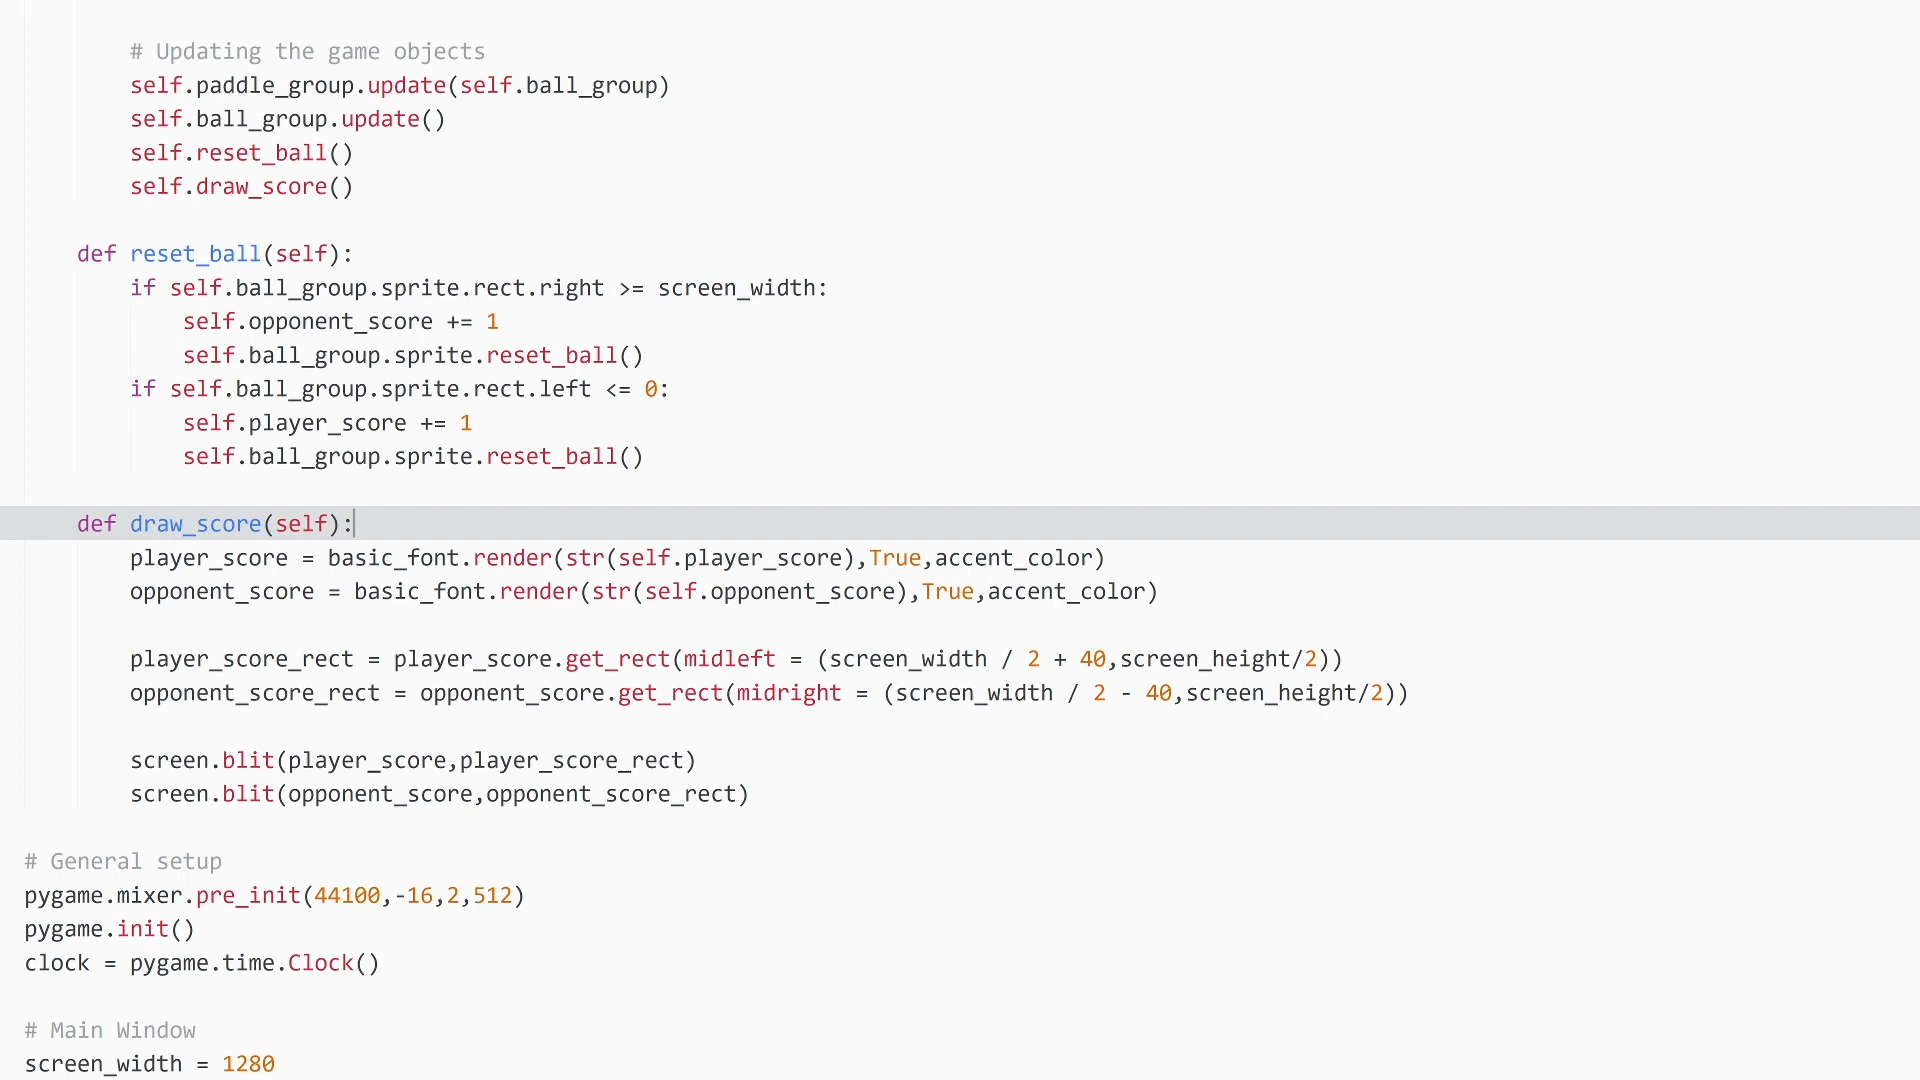 # Updating the game objects
self.paddle_group.update(self.ball_group)
self.ball_group.update()
self.reset_ball()
self.draw_score()
def reset_ball(self):
if self.ball_group.sprite.rect.right >= screen_width:
self.opponent_score += 1
self.ball_group.sprite.reset_ball()
if self.ball_group.sprite.rect.left <= 0:
self.player_score += 1
self.ball_group.sprite.reset_ball()
def draw_score(self):
player_score = basic_font.render(str(self.player_score),True,accent_color)
opponent_score = basic_font.render(str(self.opponent_score),True,accent_color)
player_score_rect = player_score.get_rect(midleft = (screen_width / 2 + 40,screen_height/2))
opponent_score_rect = opponent_score.get_rect(midright = (screen_width / 2 - 40,screen_height/2))
screen.blit(player_score,player_score_rect)
screen.blit(opponent_score,opponent_score_rect)
# General setup
pygame.mixer.pre_init(44100,-16,2,512)
pygame.init()
clock = pygame.time.Clock()
# Main Window
screen_width = 1280